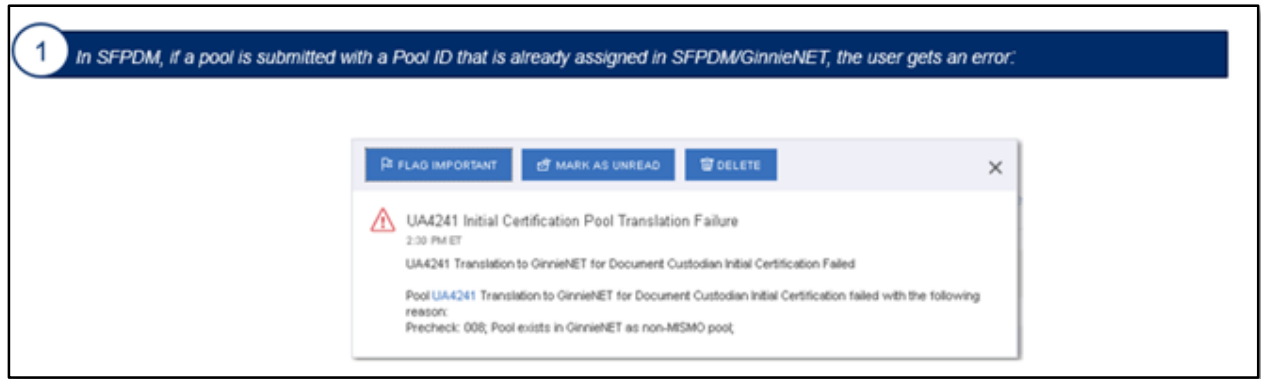 1
In SFPDM, if a pool is submitted with a Pool ID that is already assigned in SFPDM/GinnieNET, the user gets an error:
FLAG IMPORTANT MARK AS UNREAD DELETE
UA4241 Initial Certification Pool Translation Failure
2:30 PM ET
UA4241 Translation to GinnieNET for Document Custodian Initial Certification Failed
Pool UA4241 Translation to GinnieNET for Document Custodian Initial Certification failed with the following
reason:
Precheck: 008; Pool exists in GinnieNET as non-MISMO pool;